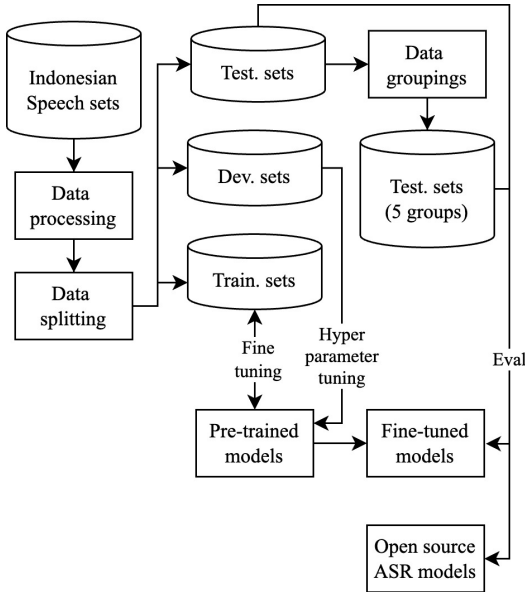 Indonesian
Speech sets
Data
processing
Data
splitting
Test. sets
Dev. sets
Train. sets
Data
groupings
Test. sets
(5 groups)
Fine
tuning
Hyper
parameter
tuning
Eval
Pre-trained
models
Fine-tuned
models
Open source
ASR models